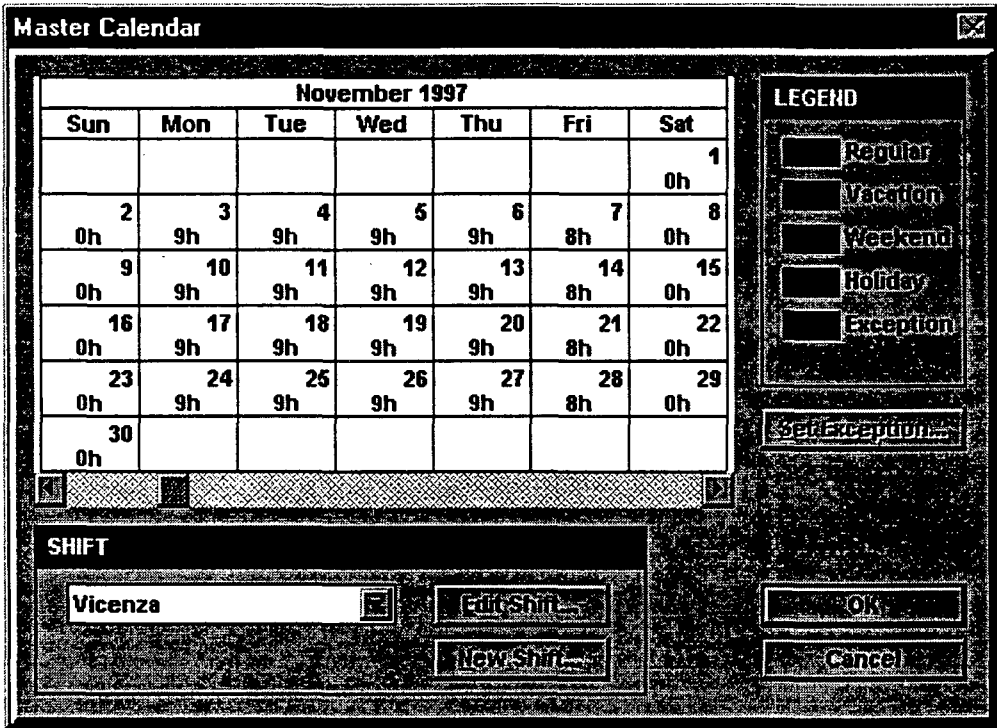 Master Calendar
November 1997
Sun Mon Tue Wed Thu Fri Sat
1
0h
2 3 4 5 6 7 8
0h 9h 9h 9h 9h 8h 0h
9 10 11 12 13 14 15
0h 9h 9h 9h 9h 8h 0h
16 17 18 19 20 21 22
0h 9h 9h 9h 9h 8h 0h
23 24 25 26 27 28 29
0h 9h 9h 9h 9h 8h 0h
30
0h
LEGEND
Regular
Vacation
Weekend
Holiday
Exception
Set Exception...
SHIFT
Vicenza
Edit Shift...
New Shift...
OK
Cancel